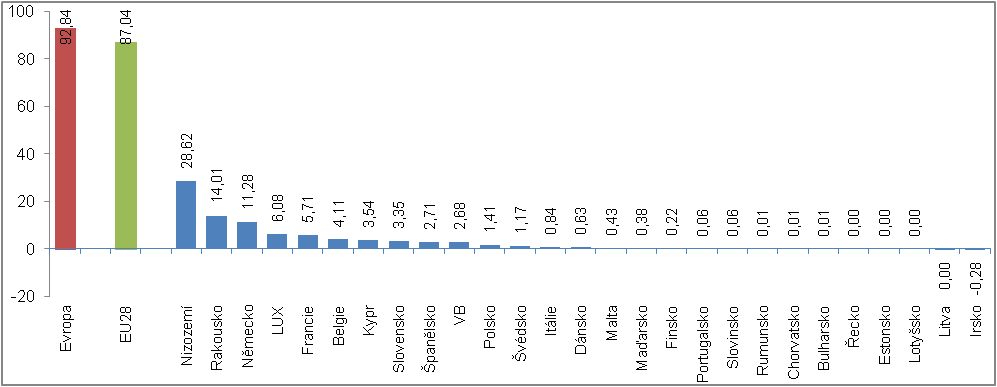 100
80
60
40
20
0
-20
92,84
87,04
28,62
14,01
11,28
6,08
5,71
4,11
3,54
3,35
2,71
2,68
1,41
1,17
0,84
0,63
0,43
0,38
0,22
0,06
0,06
0,01
0,01
0,01
0,00
0,00
0,00
0,00
-0,28
Evropa
EU28
Nizozemí
Rakousko
Německo
LUX
Francie
Belgie
Kypr
Slovensko
Španělsko
VB
Polsko
Švédsko
Itálie
Dánsko
Malta
Maďarsko
Finsko
Portugalsko
Slovinsko
Rumunsko
Chorvatsko
Bulharsko
Řecko
Estonsko
Lotyšsko
Litva
Irsko